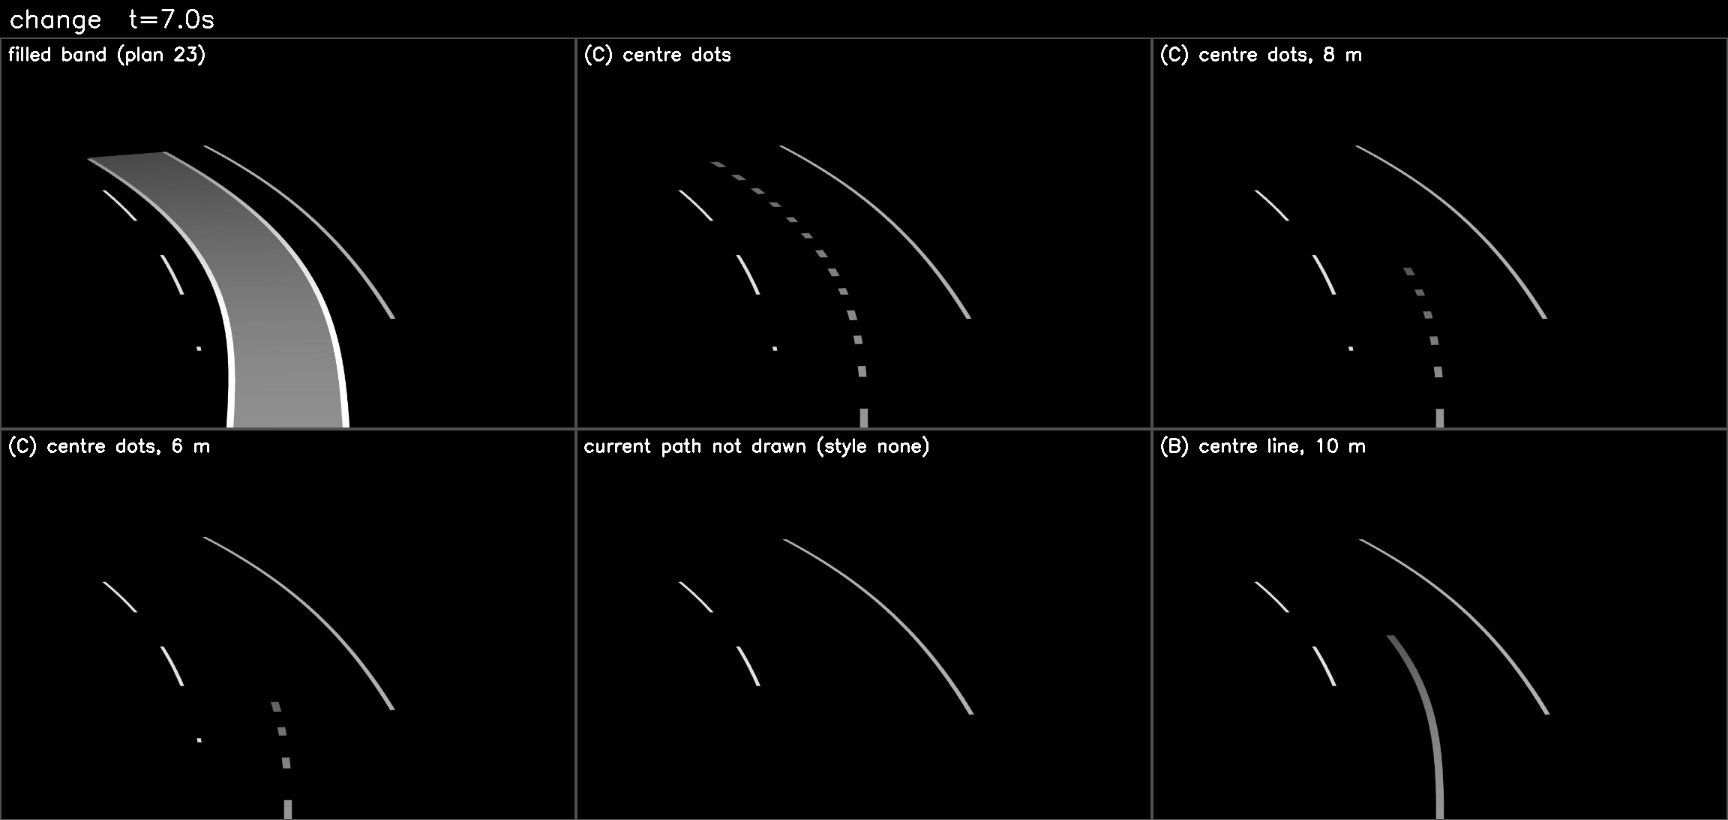 change t=7.0s
filled band (plan 23)
(C) centre dots
(C) centre dots, 8 m
(C) centre dots, 6 m
current path not drawn (style none)
(B) centre line, 10 m